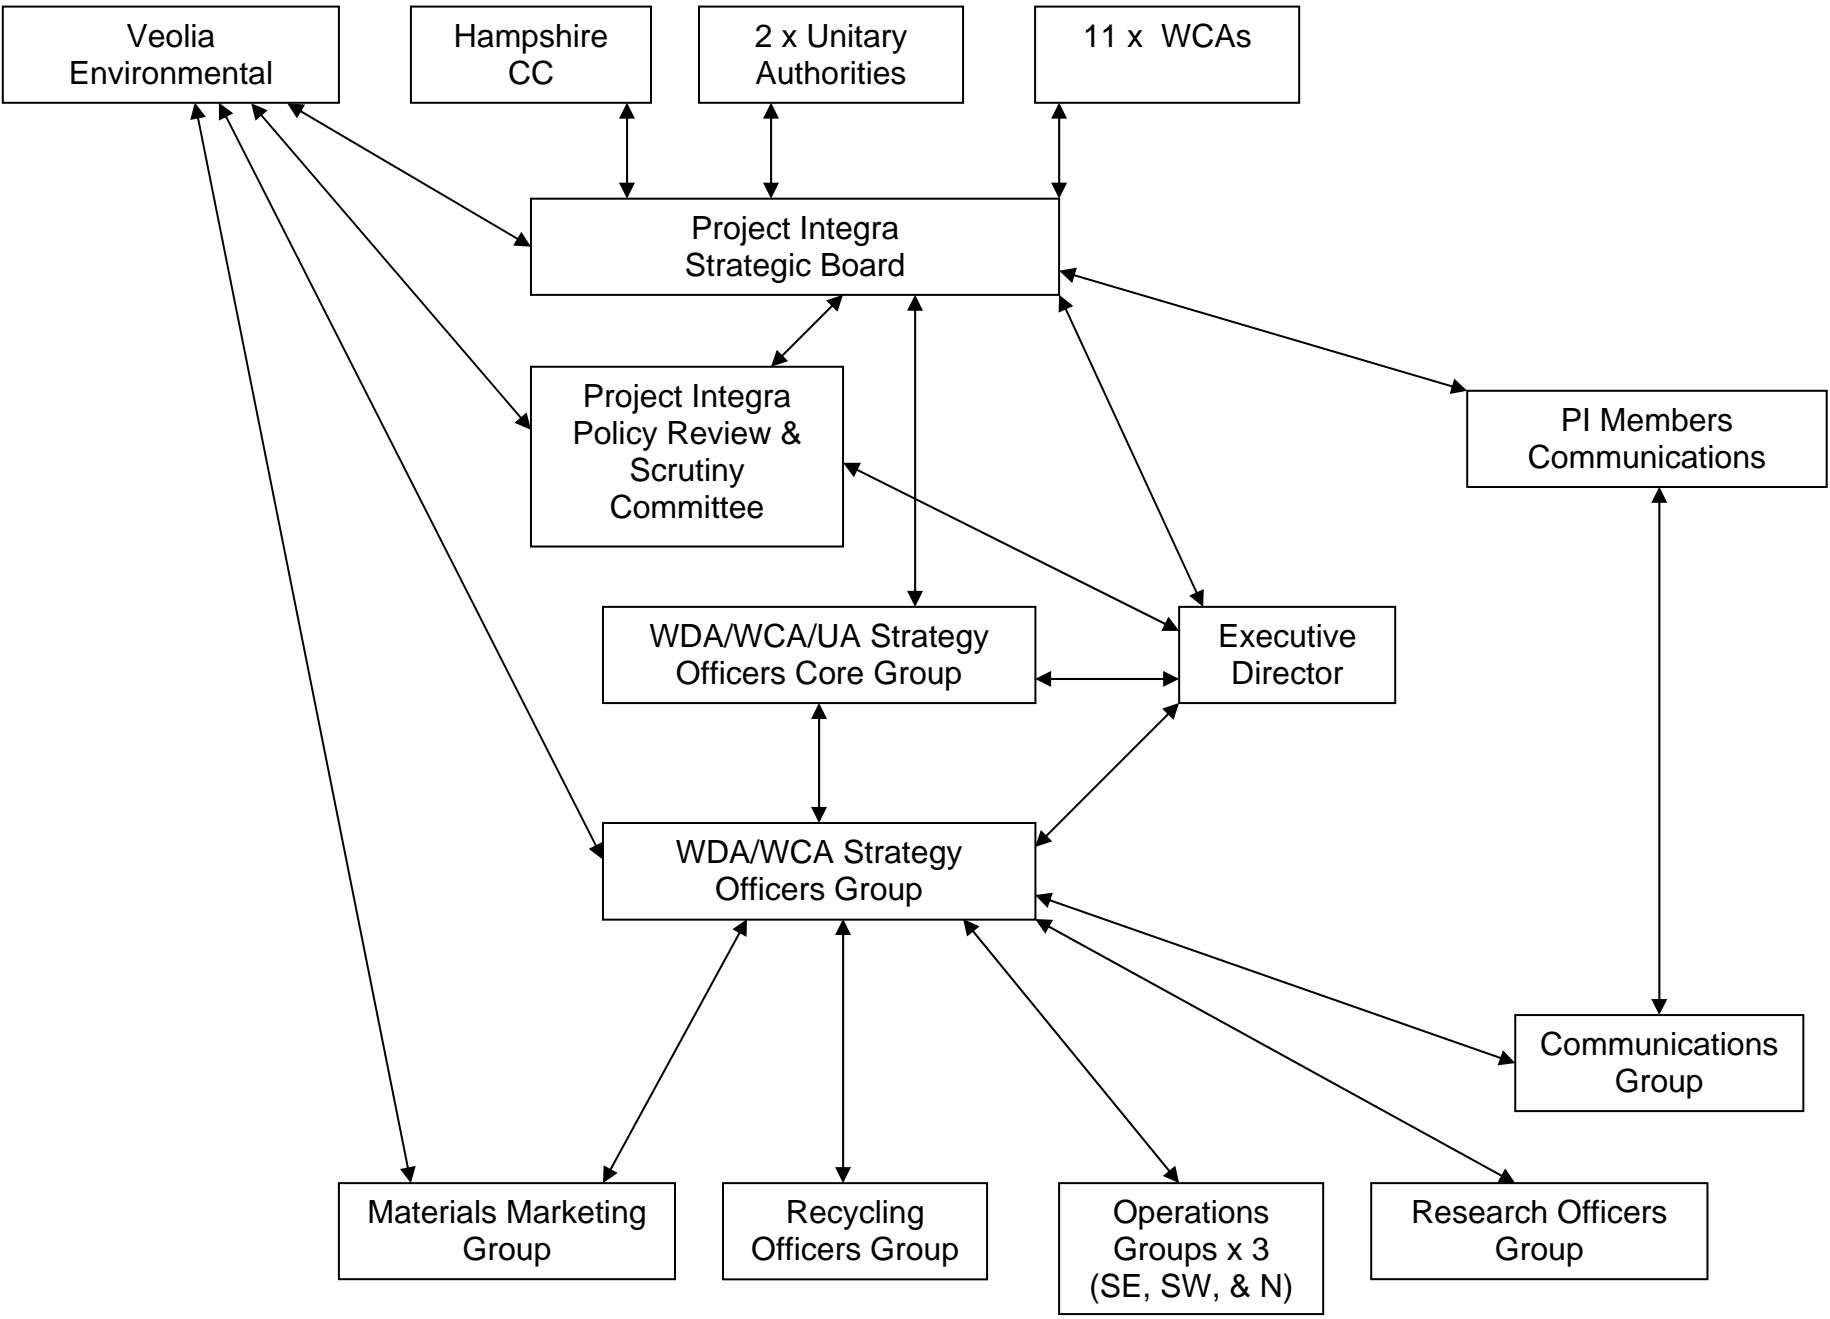 Veolia
Environmental
Hampshire
CC
2 x Unitary
Authorities
11 x  WCAs
Project Integra
Strategic Board
Project Integra
Policy Review &
Scrutiny
Committee
PI Members
Communications
WDA/WCA/UA Strategy
Officers Core Group
Executive
Director
WDA/WCA Strategy
Officers Group
Communications
Group
Materials Marketing
Group
Recycling
Officers Group
Operations
Groups x 3
(SE, SW, & N)
Research Officers
Group